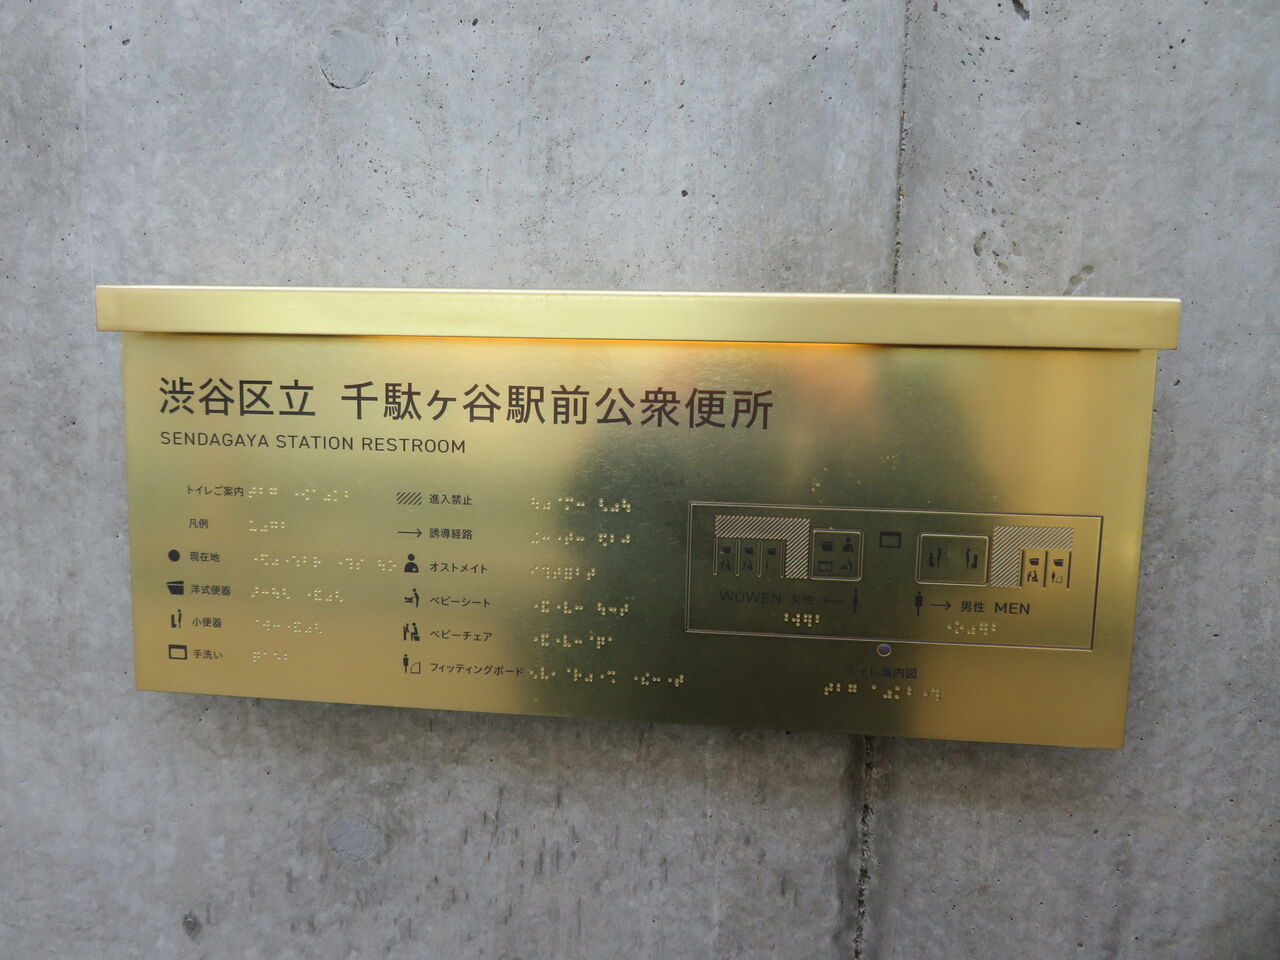 渋谷区立 千駄ヶ谷駅前公衆便所
SENDAGAYA STATION RESTROOM
トイレご案内
凡例
現在地
洋式便器
小便器
手洗い
進入禁止
誘導経路
オストメイト
ベビーシート
ベビーチェア
フィッティングボード
WOWEN 女性 ←
→ 男性 MEN
トイレ案内図